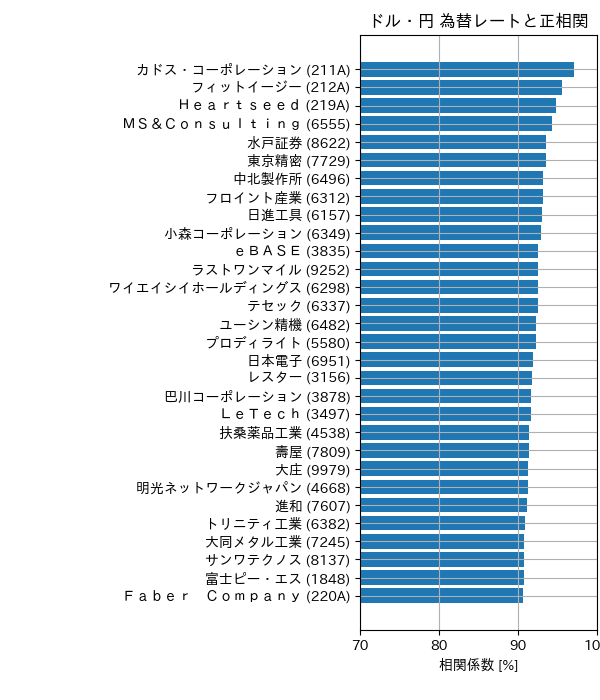 ドル・円 為替レートと正相関
カドス・コーポレーション (211A)
フィットイージー (212A)
Ｈｅａｒｔｓｅｅｄ (219A)
ＭＳ＆Ｃｏｎｓｕｌｔｉｎｇ (6555)
水戸証券 (8622)
東京精密 (7729)
中北製作所 (6496)
フロイント産業 (6312)
日進工具 (6157)
小森コーポレーション (6349)
ｅＢＡＳＥ (3835)
ラストワンマイル (9252)
ワイエイシイホールディングス (6298)
テセック (6337)
ユーシン精機 (6482)
プロディライト (5580)
日本電子 (6951)
レスター (3156)
巴川コーポレーション (3878)
ＬｅＴｅｃｈ (3497)
扶桑薬品工業 (4538)
壽屋 (7809)
大庄 (9979)
明光ネットワークジャパン (4668)
進和 (7607)
トリニティ工業 (6382)
大同メタル工業 (7245)
サンワテクノス (8137)
富士ピー・エス (1848)
Ｆａｂｅｒ　Ｃｏｍｐａｎｙ (220A)
70 80 90 10
相関係数 [%]